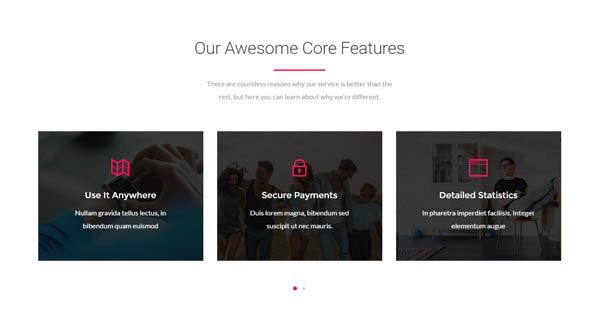 Our Awesome Core Features
There are countless reasons why our service is better than the
rest, but here you can learn about why we're different.
Use It Anywhere
Nullam gravida tellus lectus, in
bibendum quam euismod
Secure Payments
Duis lorem magna, bibendum sed
suscipit ut nec mauris.
Detailed Statistics
In pharetra imperdiet facilisis. Integer
elementum augue